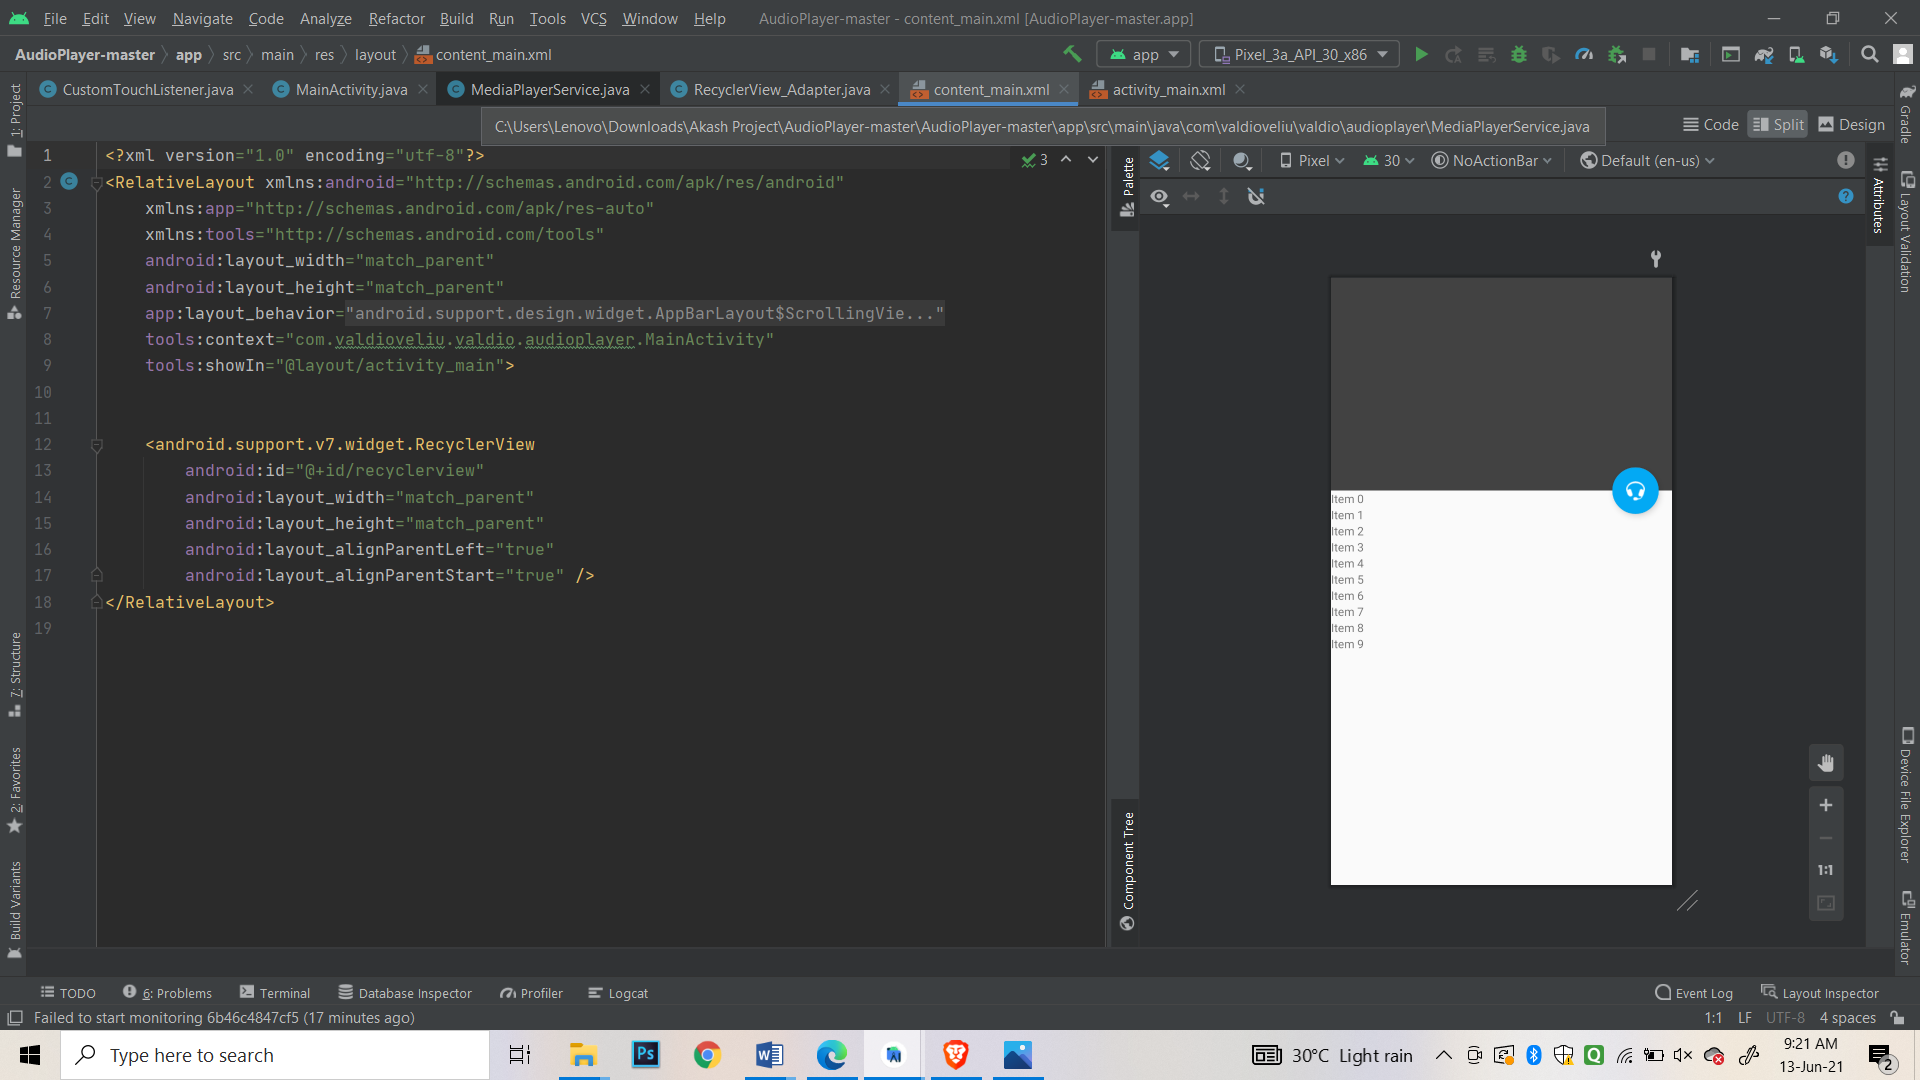 File Edit View Navigate Code Analyze Refactor Build Run Tools VCS Window Help AudioPlayer-master - content_main.xml [AudioPlayer-master.app]
AudioPlayer-master app src main res layout content_main.xml app Pixel_3a_API_30_x86
CustomTouchListener.java MainActivity.java MediaPlayerService.java RecyclerView_Adapter.java content_main.xml activity_main.xml
C:\Users\Lenovo\Downloads\Akash Project\AudioPlayer-master\AudioPlayer-master\app\src\main\java\com\valdioveliu\valdio\audioplayer\MediaPlayerService.java
Code Split Design
1: Project
Resource Manager
7: Structure
2: Favorites
Build Variants
1 <?xml version="1.0" encoding="utf-8"?>
2 <RelativeLayout xmlns:android="http://schemas.android.com/apk/res/android"
3 xmlns:app="http://schemas.android.com/apk/res-auto"
4 xmlns:tools="http://schemas.android.com/tools"
5 android:layout_width="match_parent"
6 android:layout_height="match_parent"
7 app:layout_behavior="android.support.design.widget.AppBarLayout$ScrollingVie..."
8 tools:context="com.valdioveliu.valdio.audioplayer.MainActivity"
9 tools:showIn="@layout/activity_main">
10
11
12 <android.support.v7.widget.RecyclerView
13 android:id="@+id/recyclerview"
14 android:layout_width="match_parent"
15 android:layout_height="match_parent"
16 android:layout_alignParentLeft="true"
17 android:layout_alignParentStart="true" />
18 </RelativeLayout>
19
3
Palette
Component Tree
Pixel 30 NoActionBar Default (en-us)
Item 0
Item 1
Item 2
Item 3
Item 4
Item 5
Item 6
Item 7
Item 8
Item 9
1:1
Attributes
Gradle
Layout Validation
Device File Explorer
Emulator
TODO 6: Problems Terminal Database Inspector Profiler Logcat Event Log Layout Inspector
Failed to start monitoring 6b46c4847cf5 (17 minutes ago) 1:1 LF UTF-8 4 spaces
Type here to search Ps 30°C Light rain 9:21 AM
13-Jun-21 2